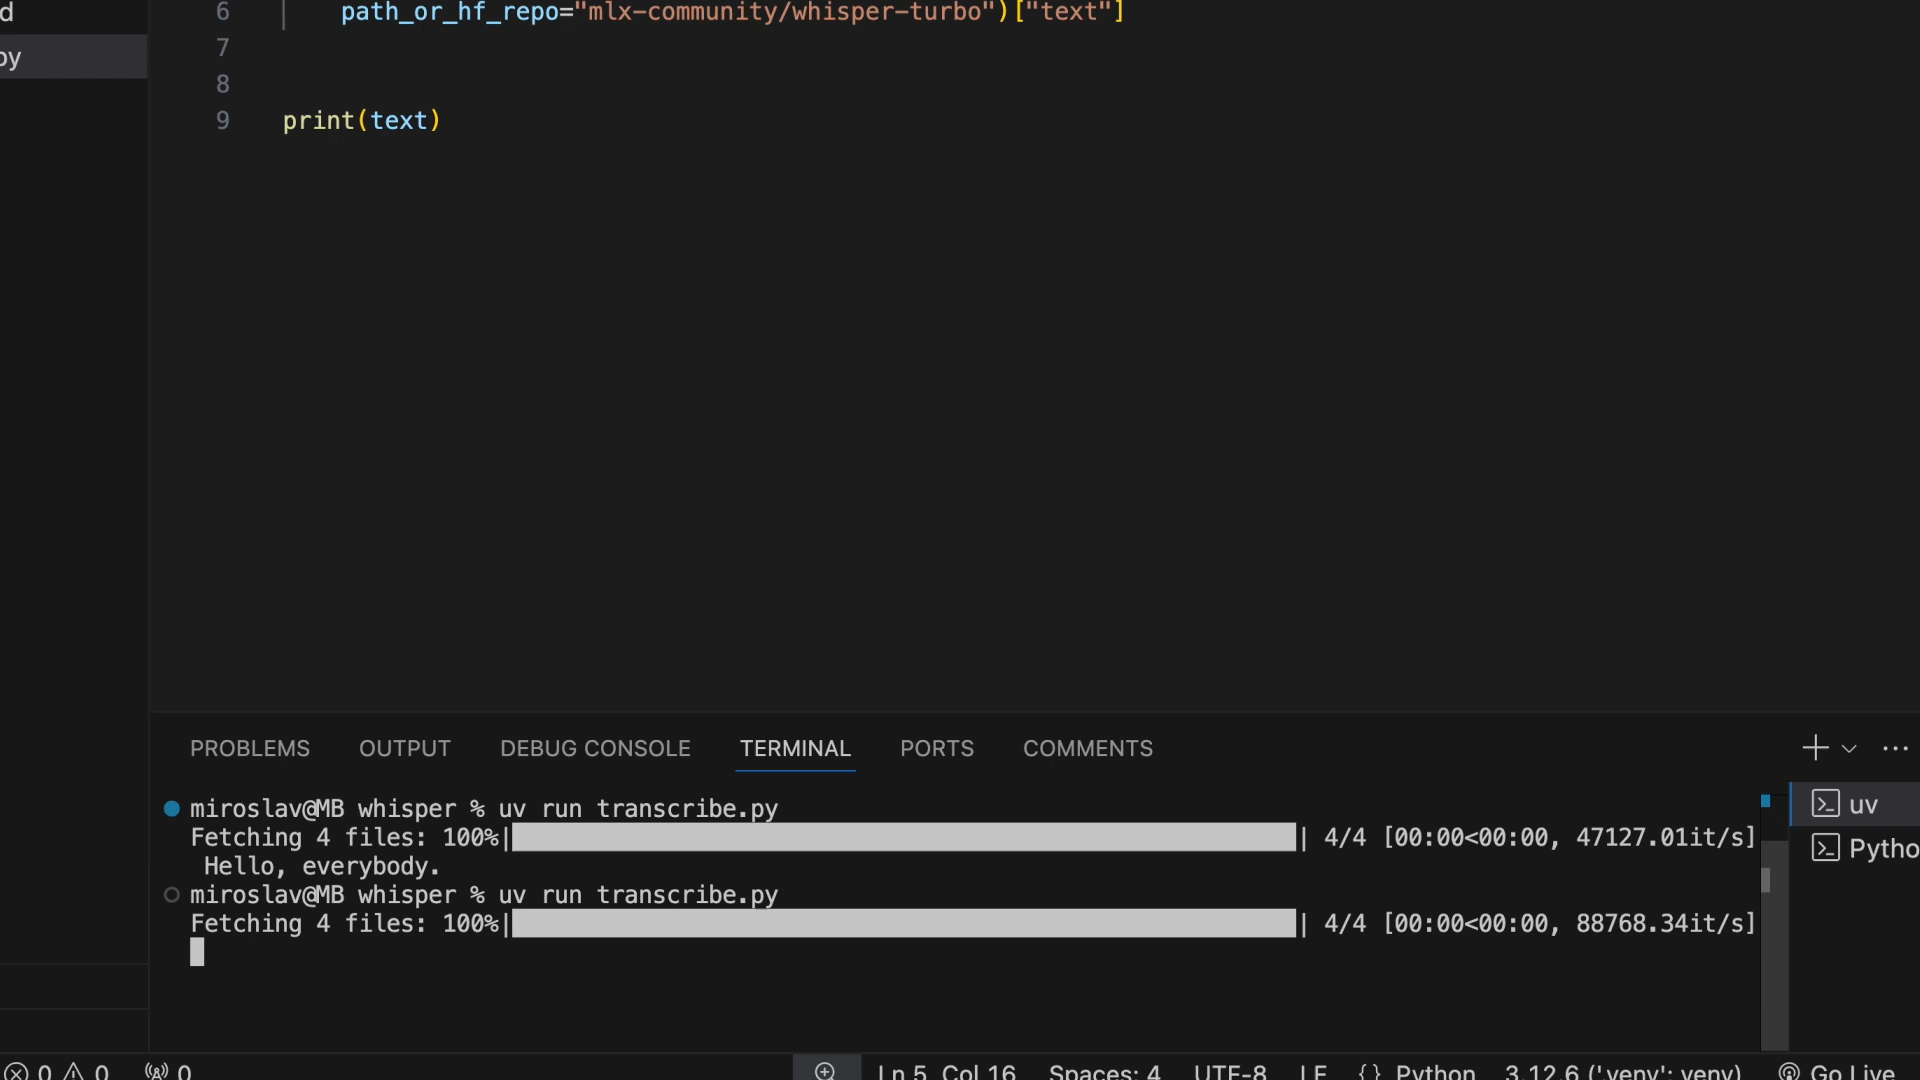 d
6 path_or_hf_repo="mlx-community/whisper-turbo")["text"]
py
7
8
9 print(text)
PROBLEMS OUTPUT DEBUG CONSOLE TERMINAL PORTS COMMENTS
miroslav@MB whisper % uv run transcribe.py
Fetching 4 files: 100%| | 4/4 [00:00<00:00, 47127.01it/s]
Hello, everybody.
miroslav@MB whisper % uv run transcribe.py
Fetching 4 files: 100%| | 4/4 [00:00<00:00, 88768.34it/s]
uv
Pytho
0 0 0 Ln 5, Col 16 Spaces: 4 UTF-8 LF {} Python 3.12.6 ('.venv': venv) Go Live